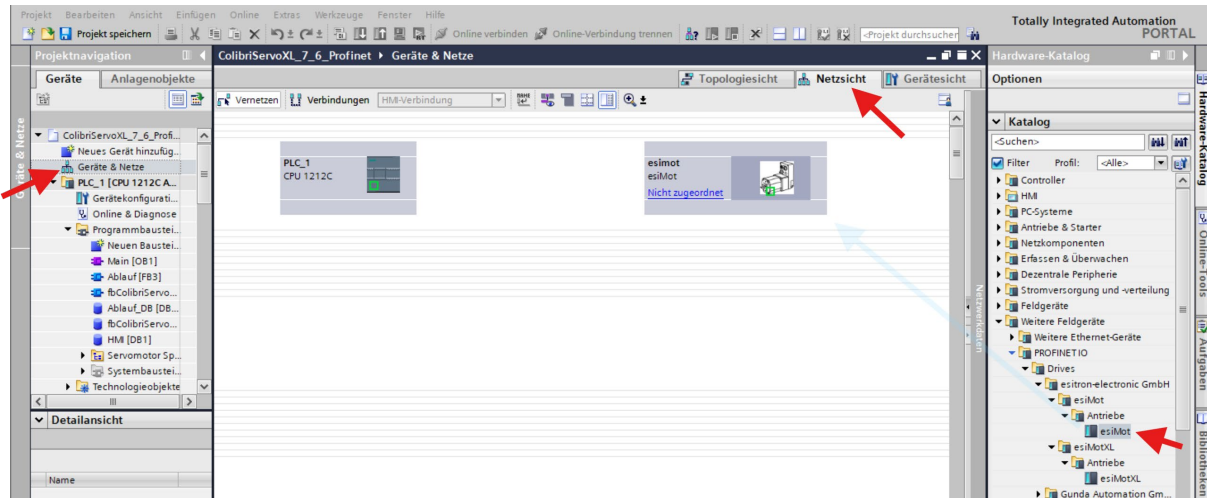 Projekt Bearbeiten Ansicht Einfügen Online Extras Werkzeuge Fenster Hilfe
Totally Integrated Automation
PORTAL
Projekt speichern
Online verbinden
Online-Verbindung trennen
<Projekt durchsuchen
Projektnavigation
ColibriServoXL_7_6_Profinet ▸ Geräte & Netze
Hardware-Katalog
Geräte
Anlagenobjekte
Topologiesicht
Netzsicht
Gerätesicht
Optionen
Vernetzen
Verbindungen
HMI-Verbindung
Katalog
<Suchen>
Filter
Profil:
<Alle>
ColibriServoXL_7_6_Profi...
Neues Gerät hinzufüg...
Geräte & Netze
PLC_1 [CPU 1212C A...
Gerätekonfigurati...
Online & Diagnose
Programmbaustei...
Neuen Baustei...
Main [OB1]
Ablauf [FB3]
fbColibriServo...
Ablauf_DB [DB...
fbColibriServo...
HMI [DB1]
Servomotor Sp...
Systembaustei...
Technologieobjekte
Detailansicht
Name
PLC_1
CPU 1212C
esimot
esiMot
Nicht zugeordnet
Controller
HMI
PC-Systeme
Antriebe & Starter
Netzkomponenten
Erfassen & Überwachen
Dezentrale Peripherie
Stromversorgung und -verteilung
Feldgeräte
Weitere Feldgeräte
Weitere Ethernet-Geräte
PROFINET IO
Drives
esitron-electronic GmbH
esiMot
Antriebe
esiMot
esiMotXL
Antriebe
esiMotXL
Gunda Automation Gm...
Geräte & Netze
Netzwerkdaten
Hardware-Katalog
Online-Tools
Aufgaben
Bibliotheken